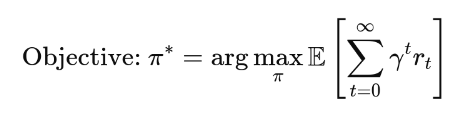 Objective: π* = arg max_π 𝔼 [ ∑_{t=0}^{∞} γ^t r_t ]